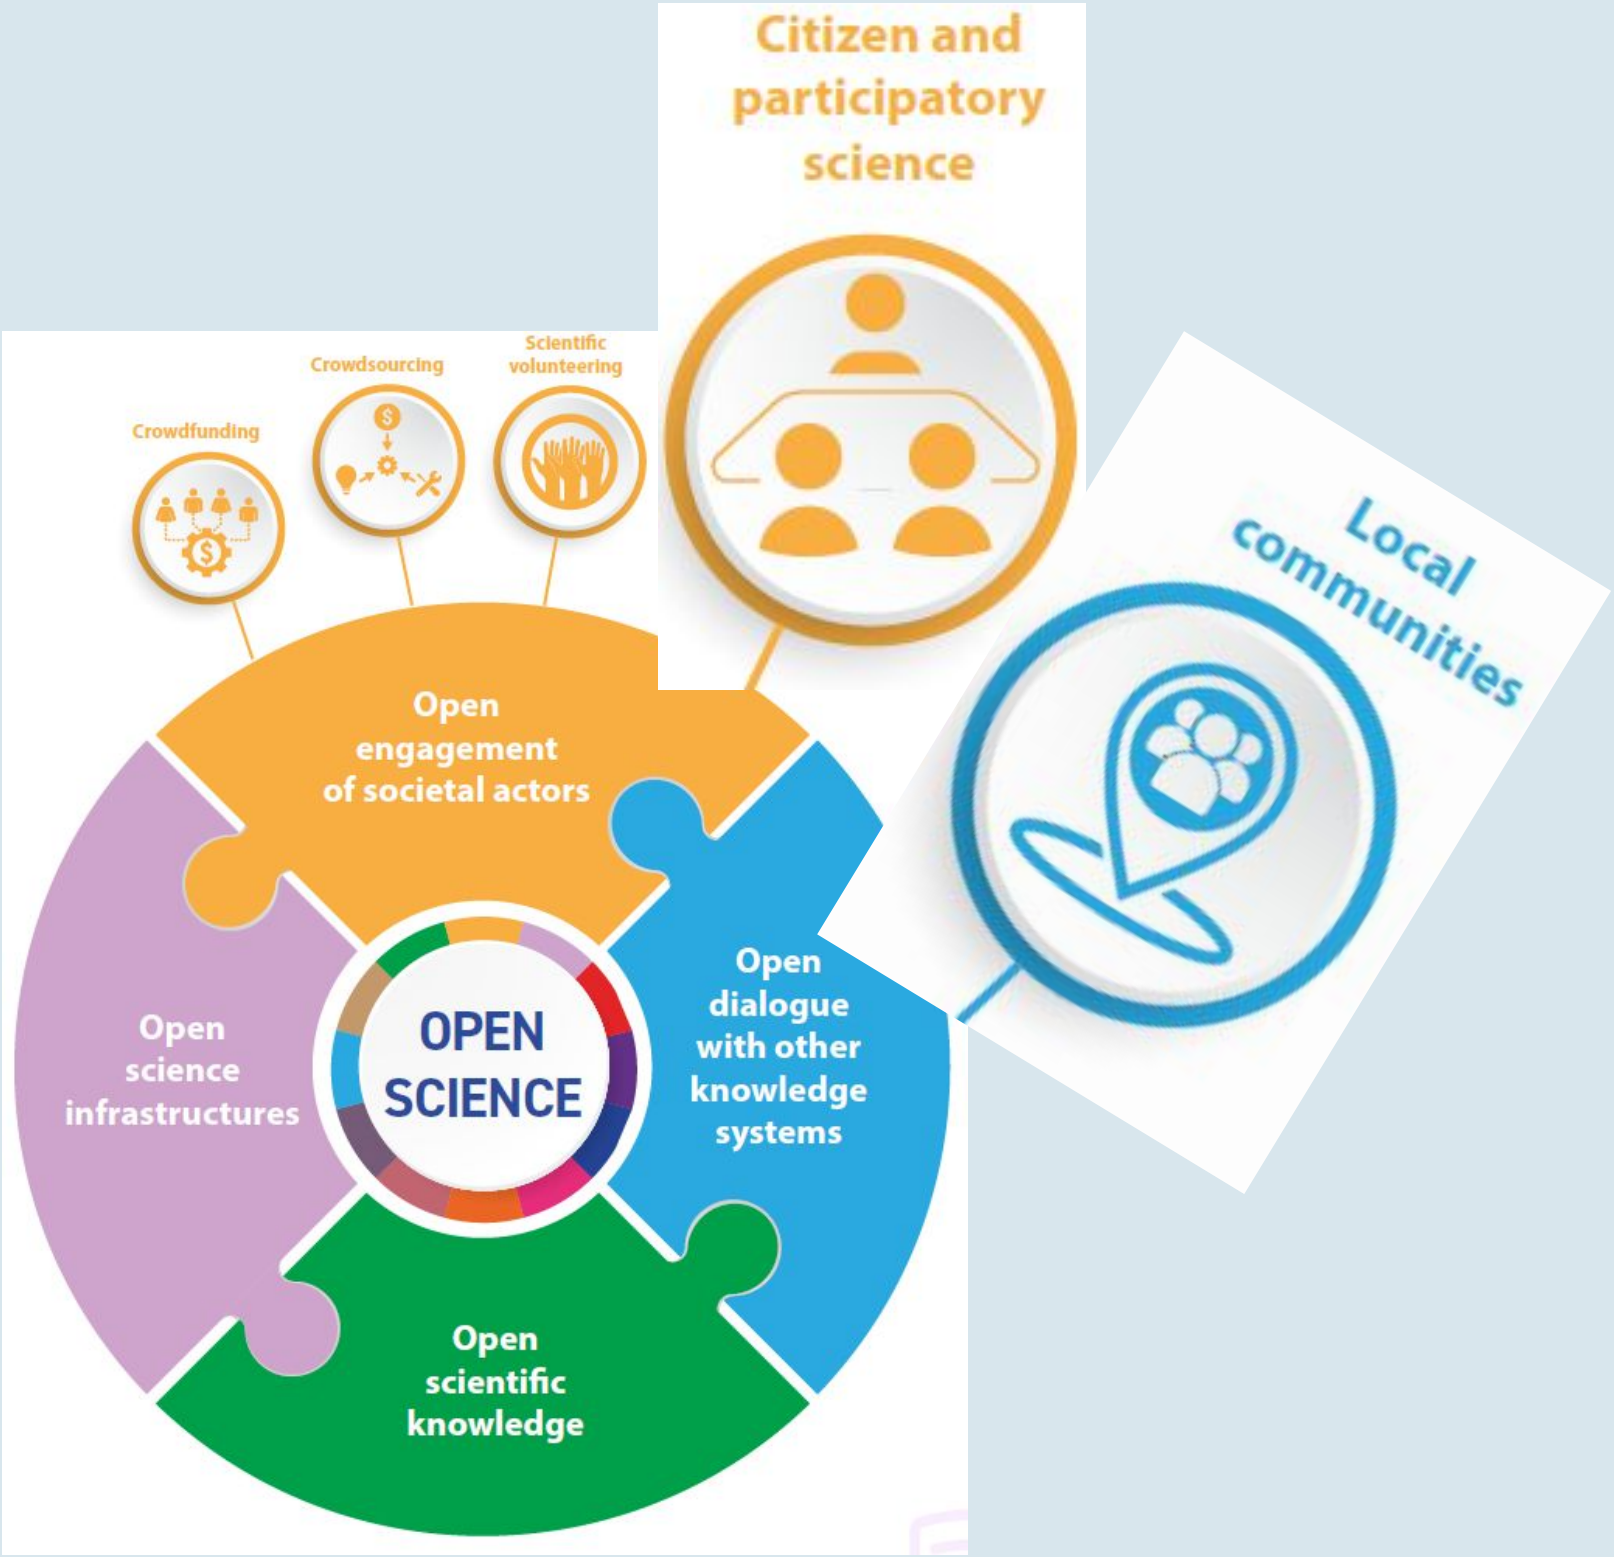 Citizen and
participatory
science
Scientific
volunteering
Crowdsourcing
Crowdfunding
$
$
Local
communities
Open
engagement
of societal actors
Open
dialogue
with other
knowledge
systems
Open
science
infrastructures
OPEN
SCIENCE
Open
scientific
knowledge